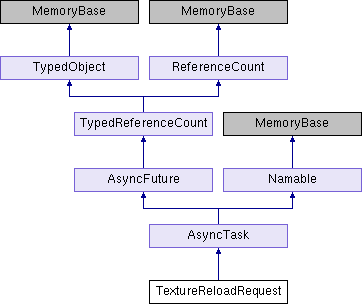 MemoryBase
MemoryBase
TypedObject
ReferenceCount
TypedReferenceCount
MemoryBase
AsyncFuture
Namable
AsyncTask
TextureReloadRequest